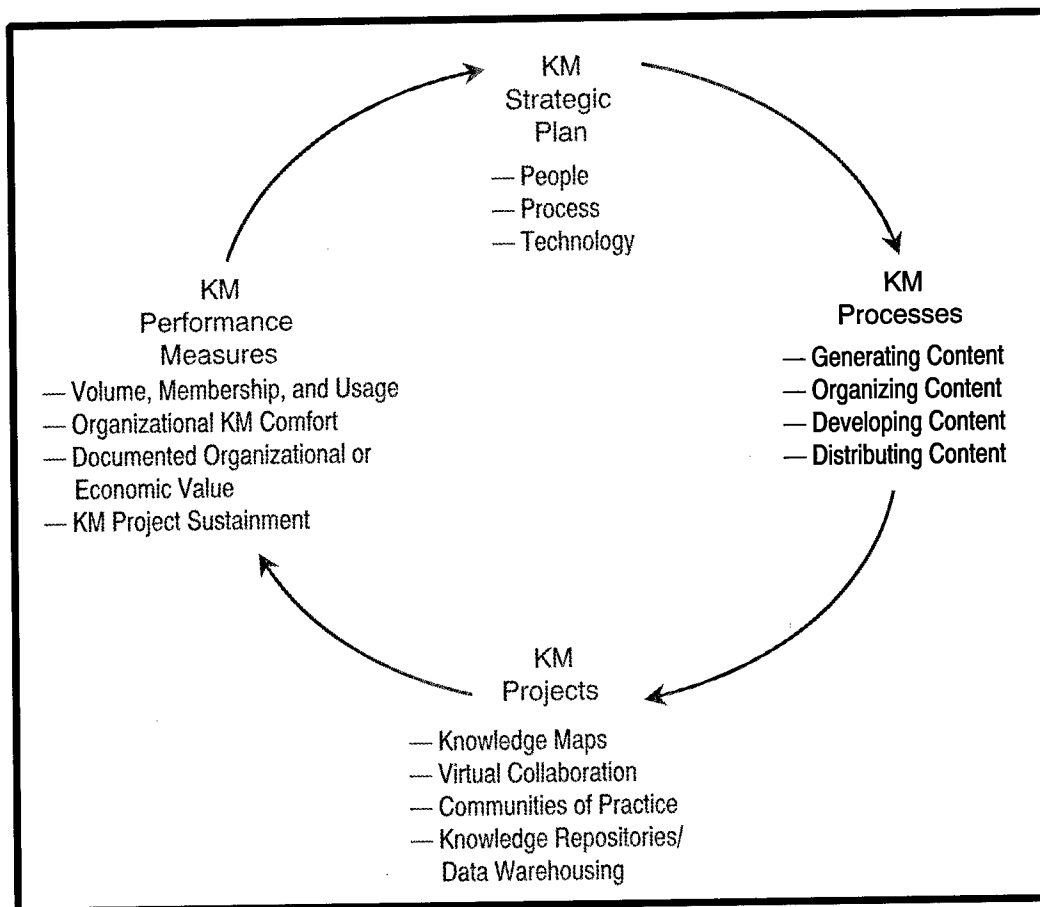 KM
Strategic
Plan
— People
— Process
— Technology
KM
Processes
— Generating Content
— Organizing Content
— Developing Content
— Distributing Content
KM
Projects
— Knowledge Maps
— Virtual Collaboration
— Communities of Practice
— Knowledge Repositories/
Data Warehousing
KM
Performance
Measures
— Volume, Membership, and Usage
— Organizational KM Comfort
— Documented Organizational or
Economic Value
— KM Project Sustainment